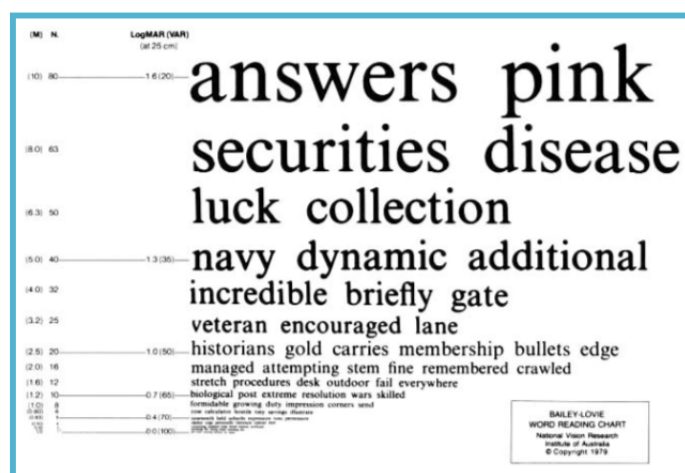 (M) N. LogMAR (VAR)
(at 25 cm)
(10) 80 1.6 (20) answers pink
(8.0) 63 securities disease
(6.3) 50 luck collection
(5.0) 40 1.3 (35) navy dynamic additional
(4.0) 32 incredible briefly gate
(3.2) 25 veteran encouraged lane
(2.5) 20 1.0 (50) historians gold carries membership bullets edge
(2.0) 16 managed attempting stem fine remembered crawled
(1.6) 12 stretch procedures desk outdoor fail everywhere
(1.2) 10 0.7 (65) biological post extreme resolution wars skilled
(1.0) 8 formidable growing duty impression corners send
0.4 (70)
0.0 (100)
BAILEY-LOVIE
WORD READING CHART
National Vision Research
Institute of Australia
© Copyright 1979